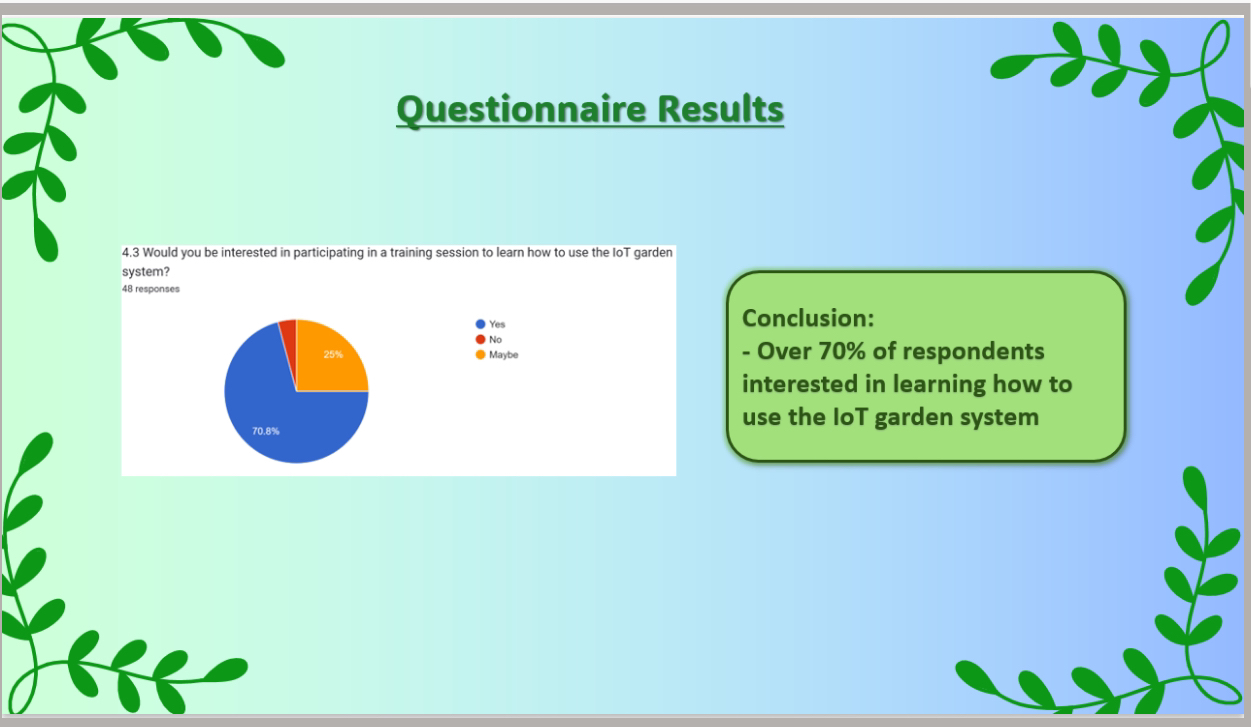 Questionnaire Results
4.3 Would you be interested in participating in a training session to learn how to use the IoT garden
system?
48 responses
Yes
No
Maybe
25%
70.8%
Conclusion:
- Over 70% of respondents
interested in learning how to
use the IoT garden system